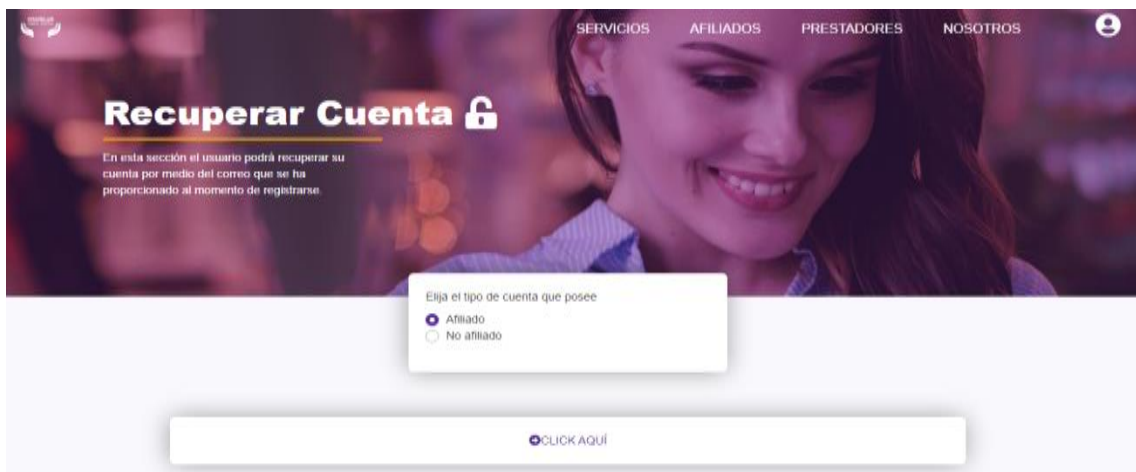 SERVICIOS AFILIADOS PRESTADORES NOSOTROS
Recuperar Cuenta
En esta sección el usuario podrá recuperar su
cuenta por medio del correo que se ha
proporcionado al momento de registrarse.
Elija el tipo de cuenta que posee
Afiliado
No afiliado
CLICK AQUÍ